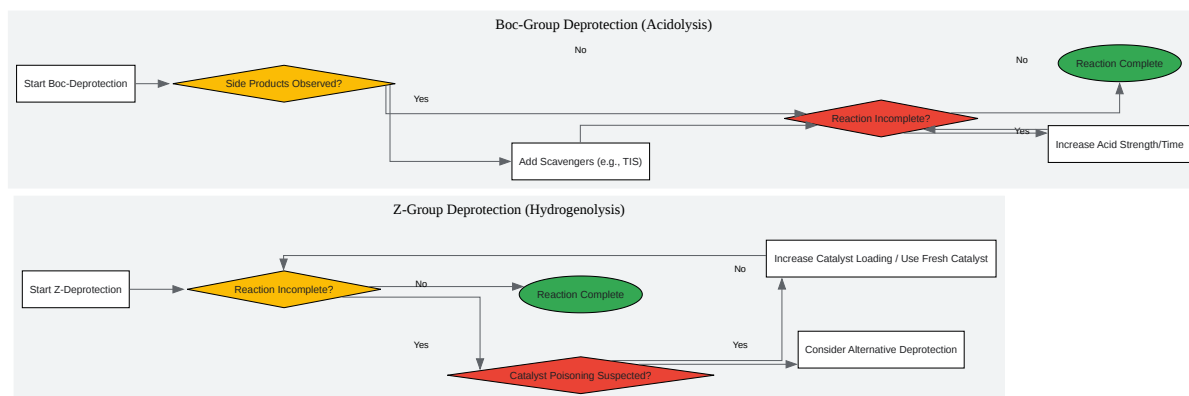 Boc-Group Deprotection (Acidolysis)
No
No
Reaction Complete
Start Boc-Deprotection
Side Products Observed?
Yes
Reaction Incomplete?
Yes
Increase Acid Strength/Time
Add Scavengers (e.g., TIS)
Z-Group Deprotection (Hydrogenolysis)
Increase Catalyst Loading / Use Fresh Catalyst
No
Start Z-Deprotection
Reaction Incomplete?
No
Reaction Complete
Yes
Yes
Consider Alternative Deprotection
Catalyst Poisoning Suspected?